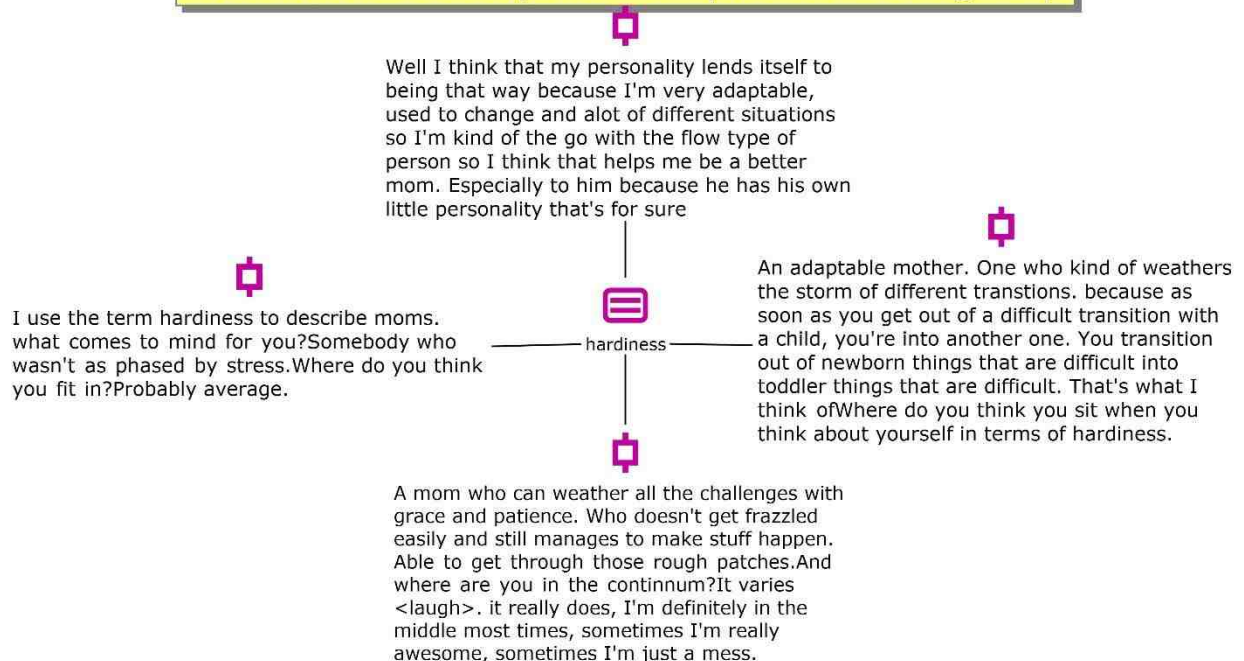 Well I think that my personality lends itself to
being that way because I'm very adaptable,
used to change and alot of different situations
so I'm kind of the go with the flow type of
person so I think that helps me be a better
mom. Especially to him because he has his own
little personality that's for sure
I use the term hardiness to describe moms.
what comes to mind for you?Somebody who
wasn't as phased by stress.Where do you think
you fit in?Probably average.
hardiness
An adaptable mother. One who kind of weathers
the storm of different transtions. because as
soon as you get out of a difficult transition with
a child, you're into another one. You transition
out of newborn things that are difficult into
toddler things that are difficult. That's what I
think ofWhere do you think you sit when you
think about yourself in terms of hardiness.
A mom who can weather all the challenges with
grace and patience. Who doesn't get frazzled
easily and still manages to make stuff happen.
Able to get through those rough patches.And
where are you in the continnum?It varies
<laugh>. it really does, I'm definitely in the
middle most times, sometimes I'm really
awesome, sometimes I'm just a mess.